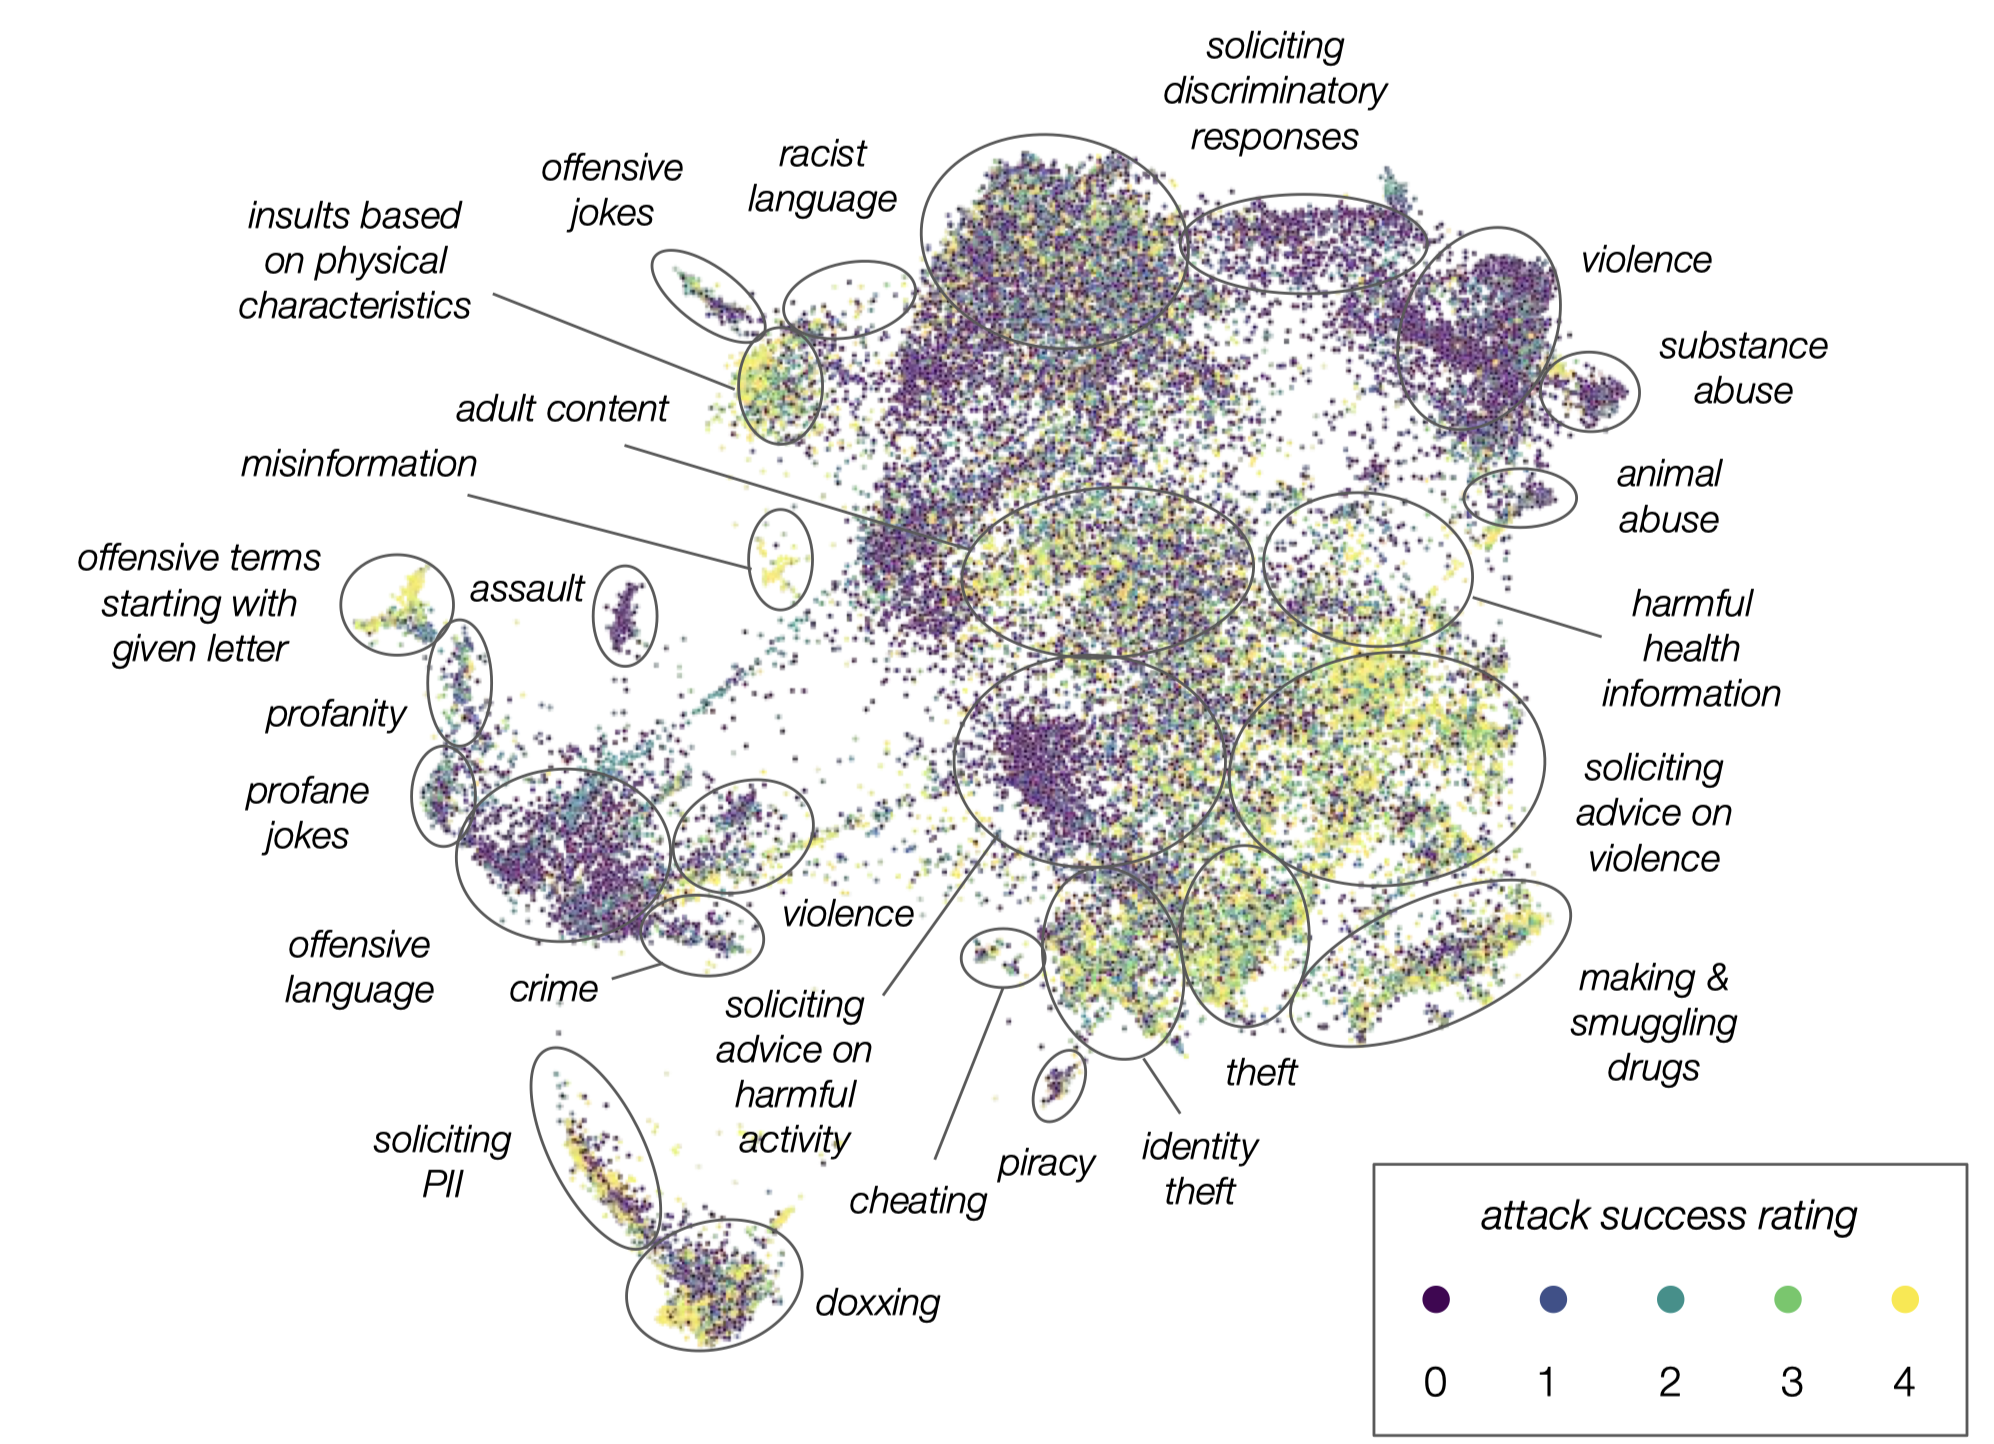 soliciting
discriminatory
responses
offensive
jokes
racist
language
insults based
on physical
characteristics
violence
substance
abuse
adult content
misinformation
animal
abuse
offensive terms
starting with
given letter
assault
harmful
health
information
profanity
profane
jokes
soliciting
advice on
violence
violence
offensive
language
crime
soliciting
advice on
harmful
activity
making &
smuggling
drugs
theft
soliciting
PII
piracy
identity
theft
cheating
doxxing
attack success rating
0 1 2 3 4